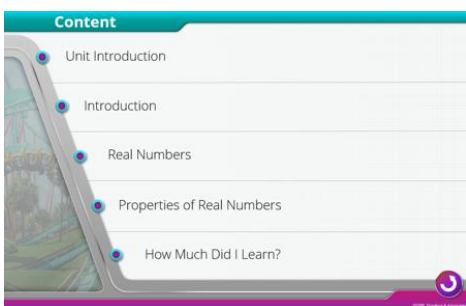 Content
Unit Introduction
Introduction
Real Numbers
Properties of Real Numbers
How Much Did I Learn?